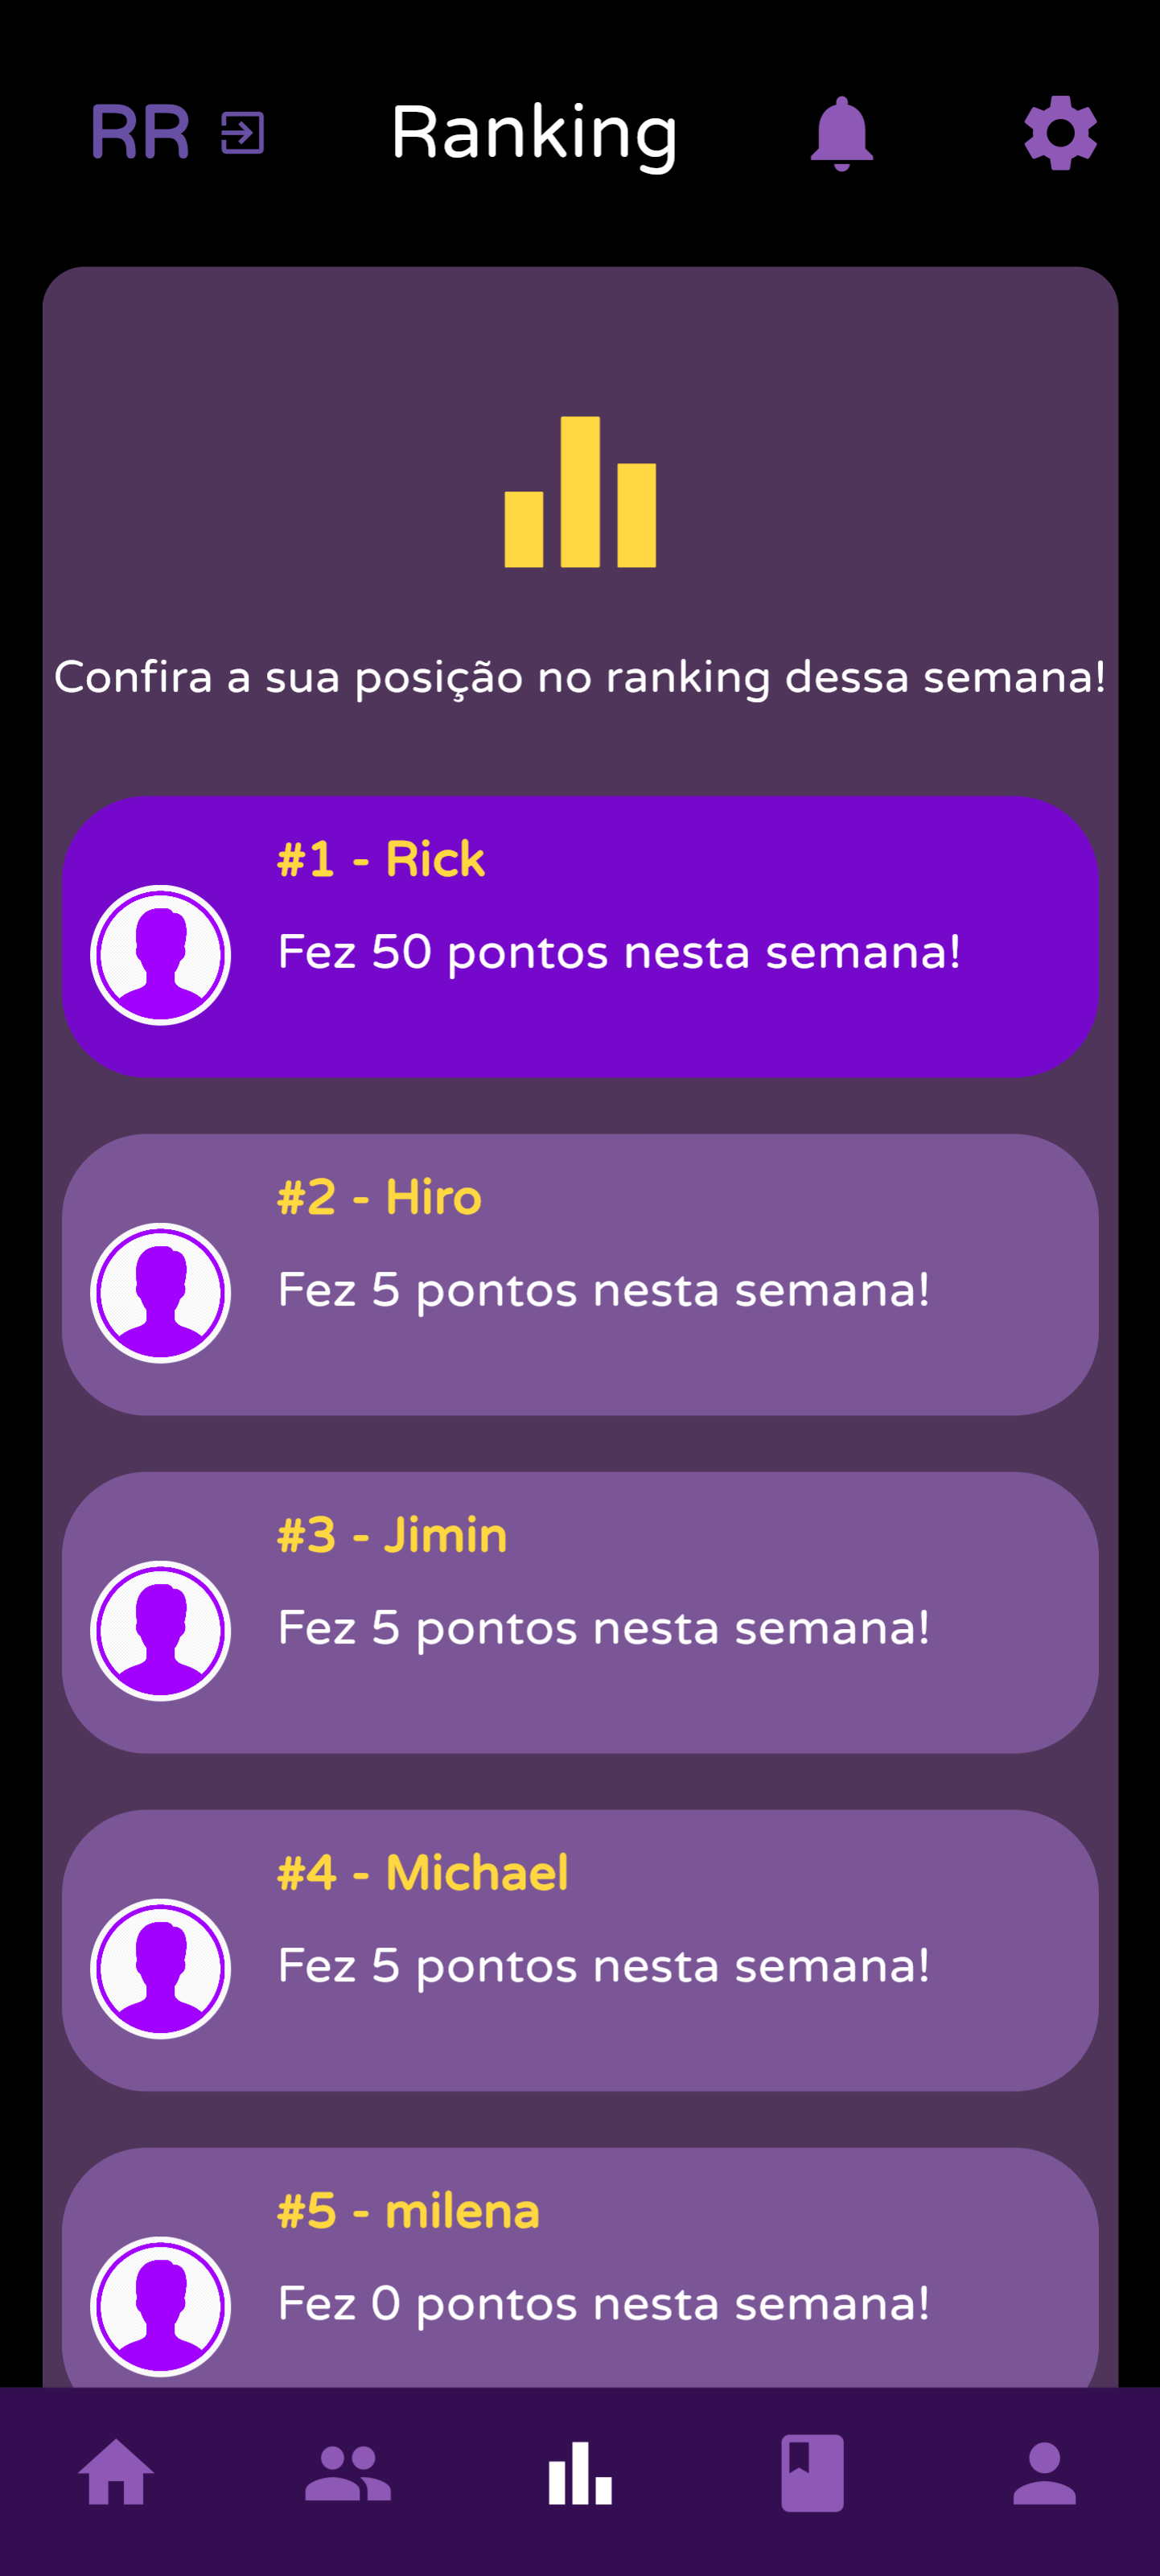 RR
Ranking
Confira a sua posição no ranking dessa semana!
#1 - Rick
Fez 50 pontos nesta semana!
#2 - Hiro
Fez 5 pontos nesta semana!
#3 - Jimin
Fez 5 pontos nesta semana!
#4 - Michael
Fez 5 pontos nesta semana!
#5 - milena
Fez 0 pontos nesta semana!